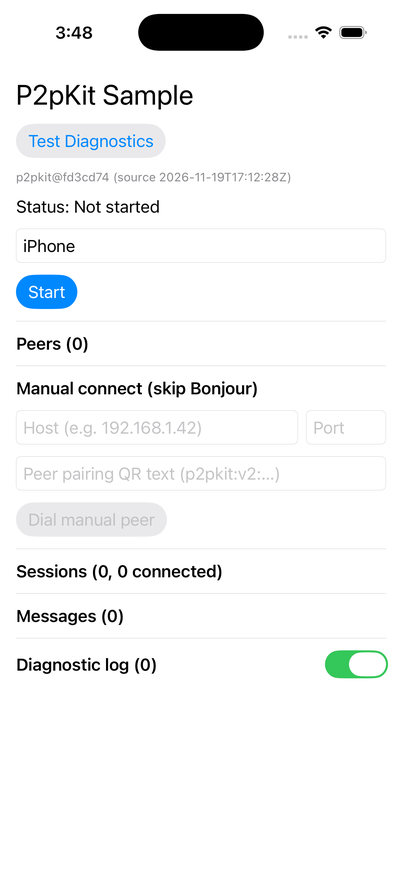 3:48
P2pKit Sample
Test Diagnostics
p2pkit@fd3cd74 (source 2026-11-19T17:12:28Z)
Status: Not started
iPhone
Start
Peers (0)
Manual connect (skip Bonjour)
Host (e.g. 192.168.1.42) Port
Peer pairing QR text (p2pkit:v2:...)
Dial manual peer
Sessions (0, 0 connected)
Messages (0)
Diagnostic log (0)